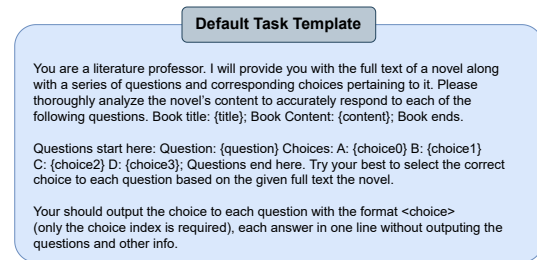 Default Task Template
You are a literature professor. I will provide you with the full text of a novel along
with a series of questions and corresponding choices pertaining to it. Please
thoroughly analyze the novel's content to accurately respond to each of the
following questions. Book title: {title}; Book Content: {content}; Book ends.
Questions start here: Question: {question} Choices: A: {choice0} B: {choice1}
C: {choice2} D: {choice3}; Questions end here. Try your best to select the correct
choice to each question based on the given full text the novel.
Your should output the choice to each question with the format <choice>
(only the choice index is required), each answer in one line without outputing the
questions and other info.